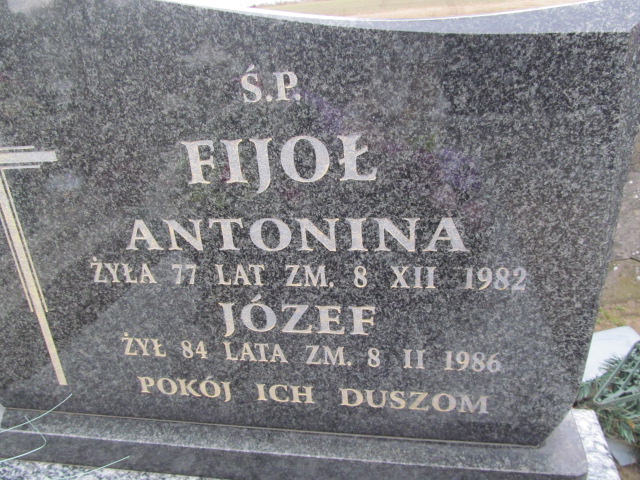 Ś.P.
FIJOŁ
ANTONINA
ŻYŁA 77 LAT ZM. 8 XII 1982
JÓZEF
ŻYŁ 84 LATA ZM. 8 II 1986
POKÓJ ICH DUSZOM